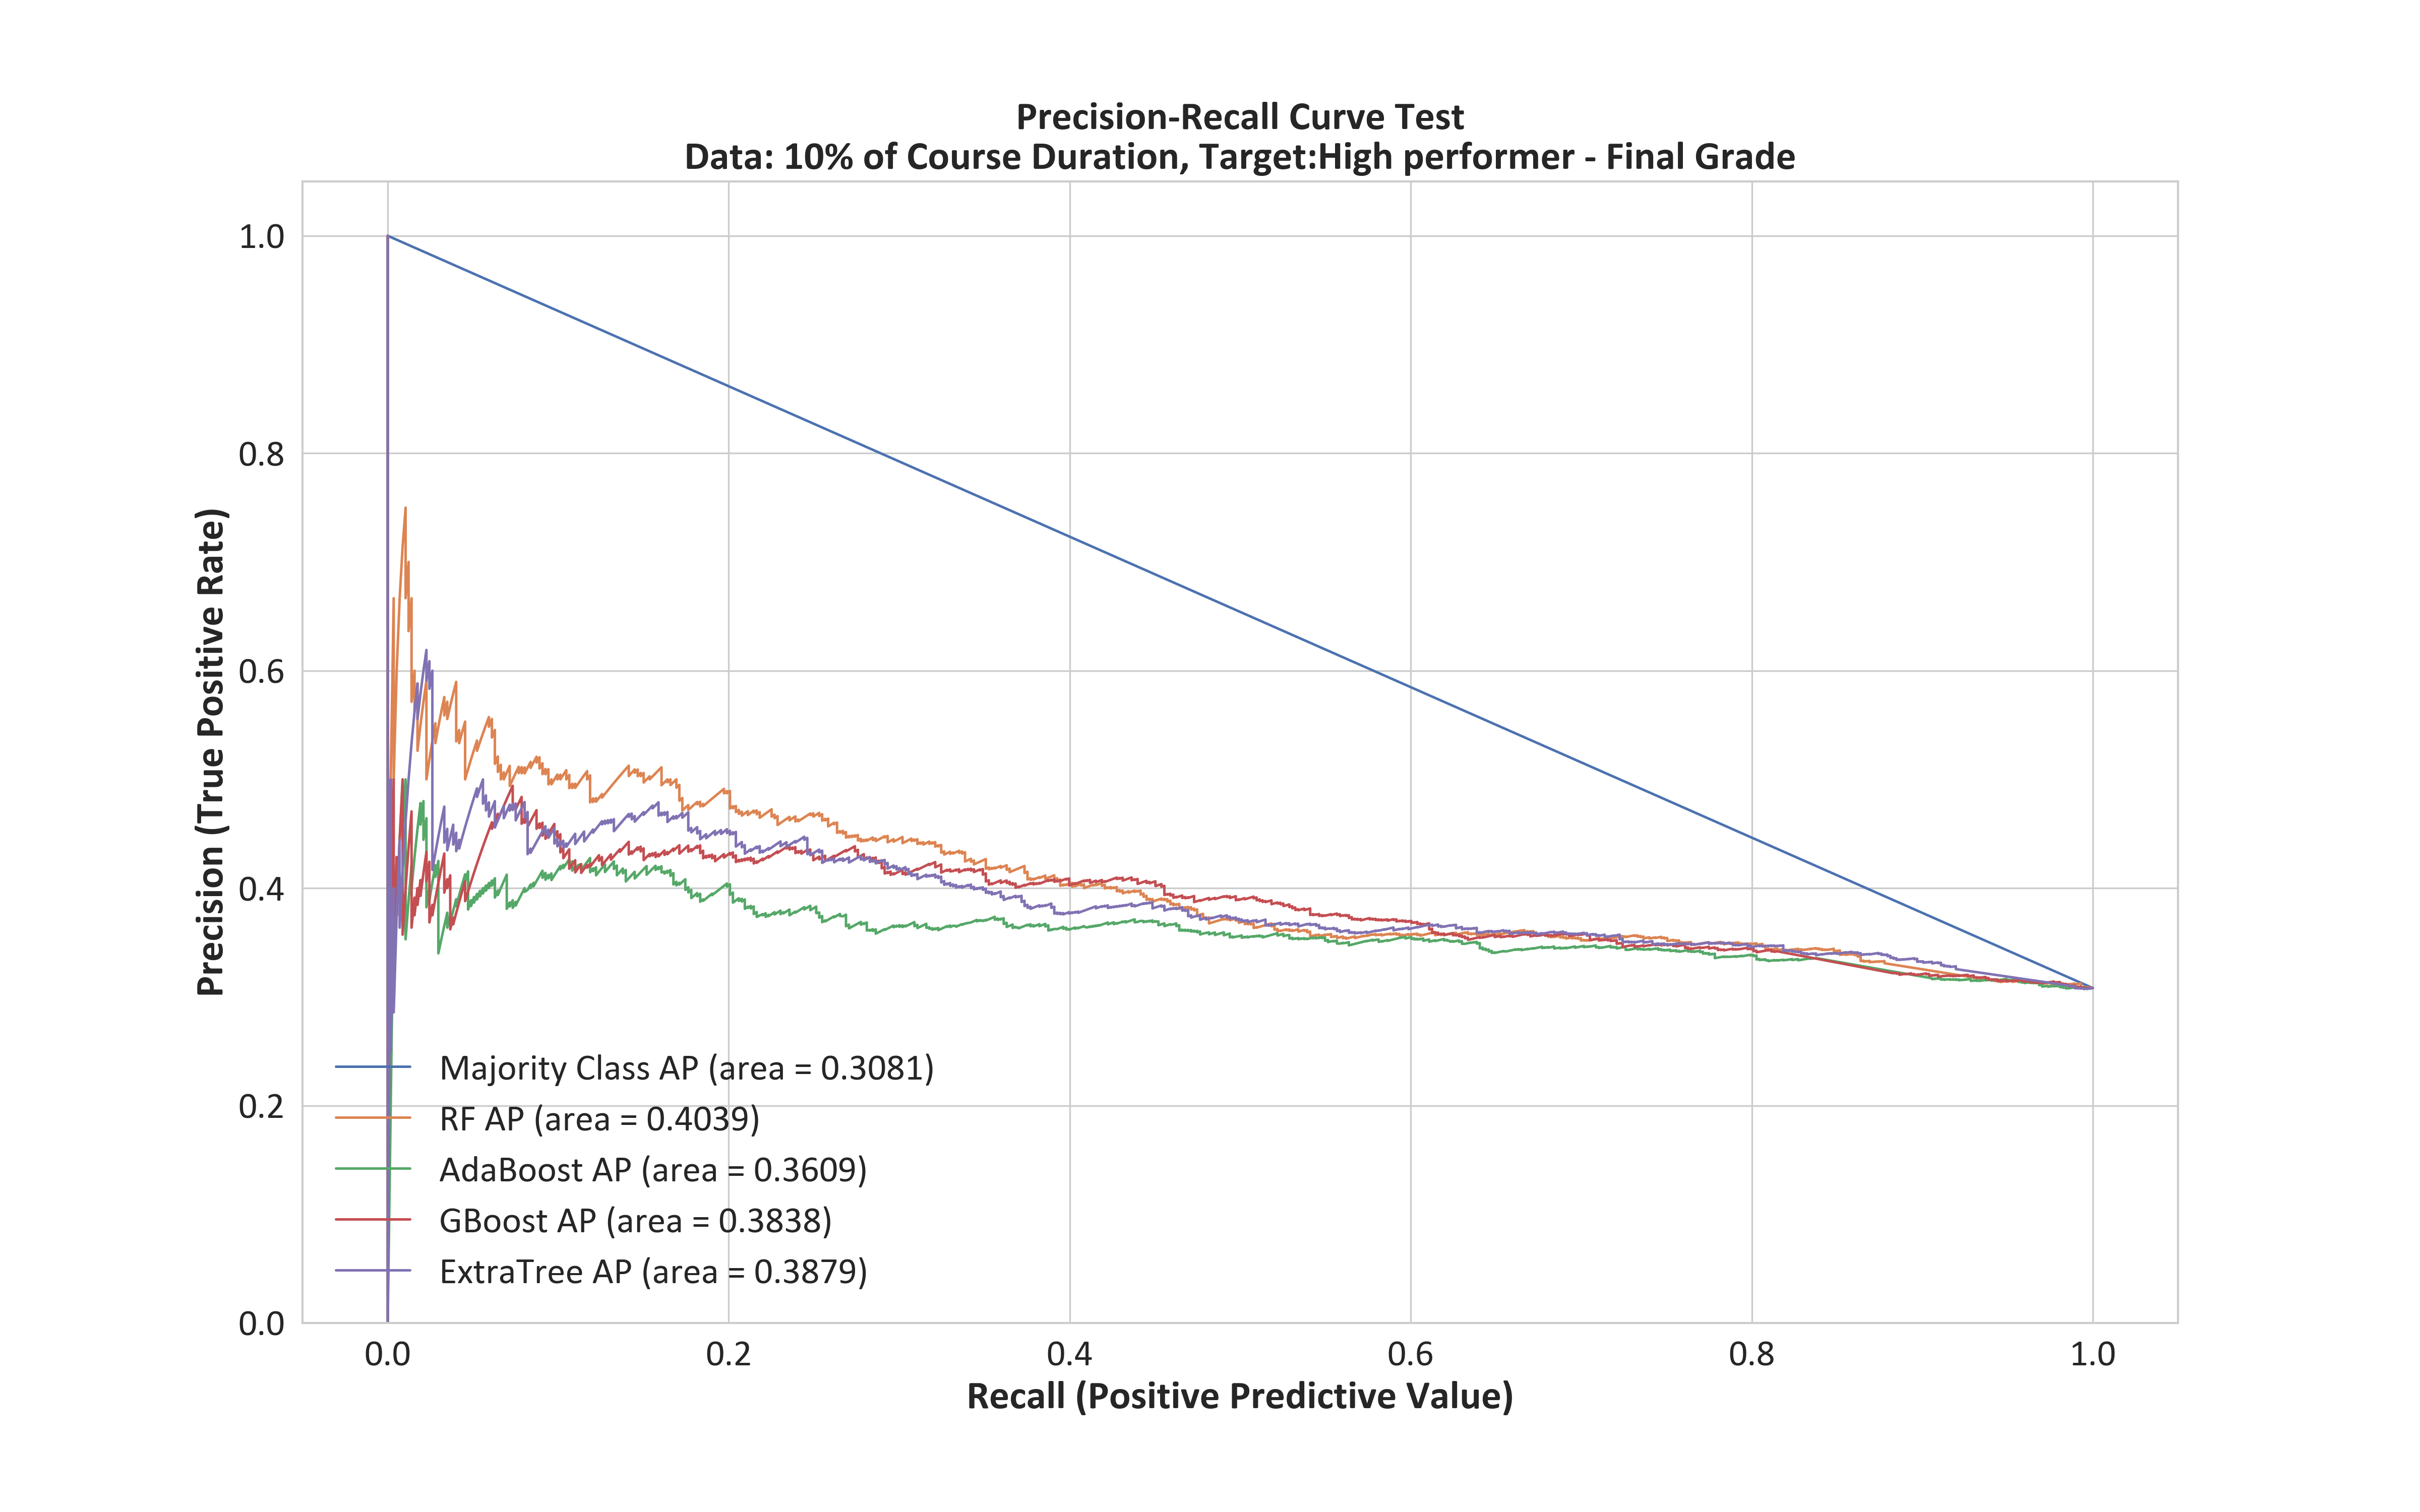 Precision-Recall Curve Test
Data: 10% of Course Duration, Target:High performer - Final Grade
1.0
0.8
0.6
0.4
0.2
0.0
Precision (True Positive Rate)
Majority Class AP (area = 0.3081)
RF AP (area = 0.4039)
AdaBoost AP (area = 0.3609)
GBoost AP (area = 0.3838)
ExtraTree AP (area = 0.3879)
0.0 0.2 0.4 0.6 0.8 1.0
Recall (Positive Predictive Value)